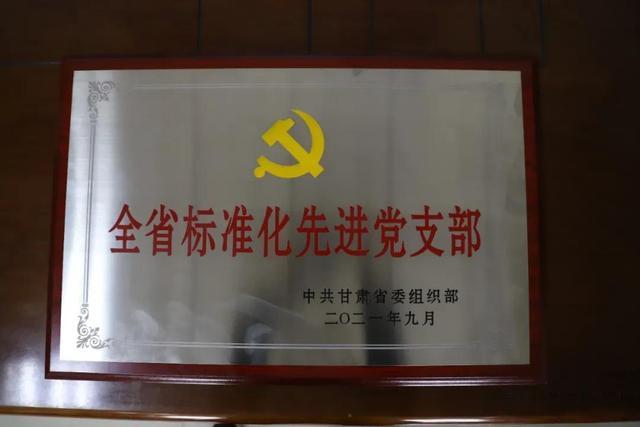 全省标准化先进党支部
中共甘肃省委组织部
二〇二一年九月